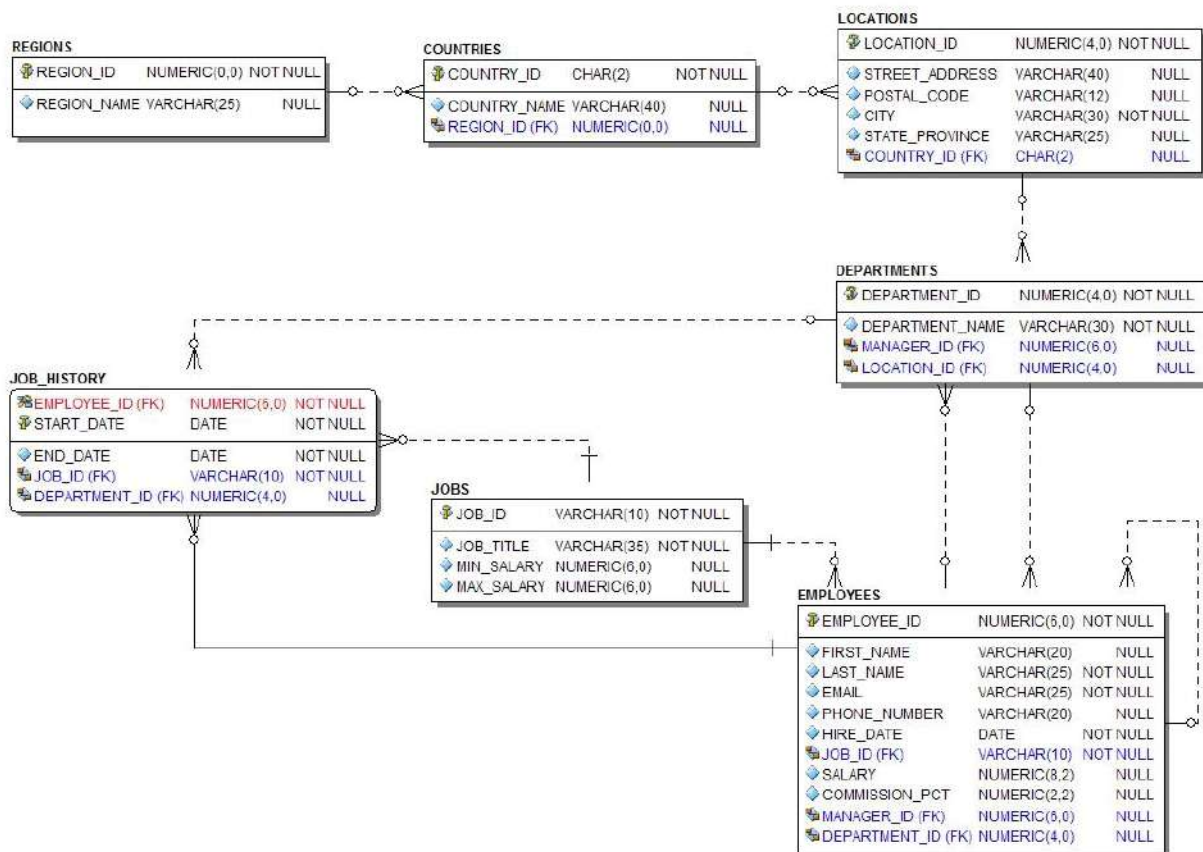 REGIONS
REGION_ID NUMERIC(0,0) NOT NULL
REGION_NAME VARCHAR(25) NULL
COUNTRIES
COUNTRY_ID CHAR(2) NOT NULL
COUNTRY_NAME VARCHAR(40) NULL
REGION_ID (FK) NUMERIC(0,0) NULL
LOCATIONS
LOCATION_ID NUMERIC(4,0) NOT NULL
STREET_ADDRESS VARCHAR(40) NULL
POSTAL_CODE VARCHAR(12) NULL
CITY VARCHAR(30) NOT NULL
STATE_PROVINCE VARCHAR(25) NULL
COUNTRY_ID (FK) CHAR(2) NULL
DEPARTMENTS
DEPARTMENT_ID NUMERIC(4,0) NOT NULL
DEPARTMENT_NAME VARCHAR(30) NOT NULL
MANAGER_ID (FK) NUMERIC(6,0) NULL
LOCATION_ID (FK) NUMERIC(4,0) NULL
JOB_HISTORY
EMPLOYEE_ID (FK) NUMERIC(6,0) NOT NULL
START_DATE DATE NOT NULL
END_DATE DATE NOT NULL
JOB_ID (FK) VARCHAR(10) NOT NULL
DEPARTMENT_ID (FK) NUMERIC(4,0) NULL
JOBS
JOB_ID VARCHAR(10) NOT NULL
JOB_TITLE VARCHAR(35) NOT NULL
MIN_SALARY NUMERIC(6,0) NULL
MAX_SALARY NUMERIC(6,0) NULL
EMPLOYEES
EMPLOYEE_ID NUMERIC(6,0) NOT NULL
FIRST_NAME VARCHAR(20) NULL
LAST_NAME VARCHAR(25) NOT NULL
EMAIL VARCHAR(25) NOT NULL
PHONE_NUMBER VARCHAR(20) NULL
HIRE_DATE DATE NOT NULL
JOB_ID (FK) VARCHAR(10) NOT NULL
SALARY NUMERIC(8,2) NULL
COMMISSION_PCT NUMERIC(2,2) NULL
MANAGER_ID (FK) NUMERIC(6,0) NULL
DEPARTMENT_ID (FK) NUMERIC(4,0) NULL